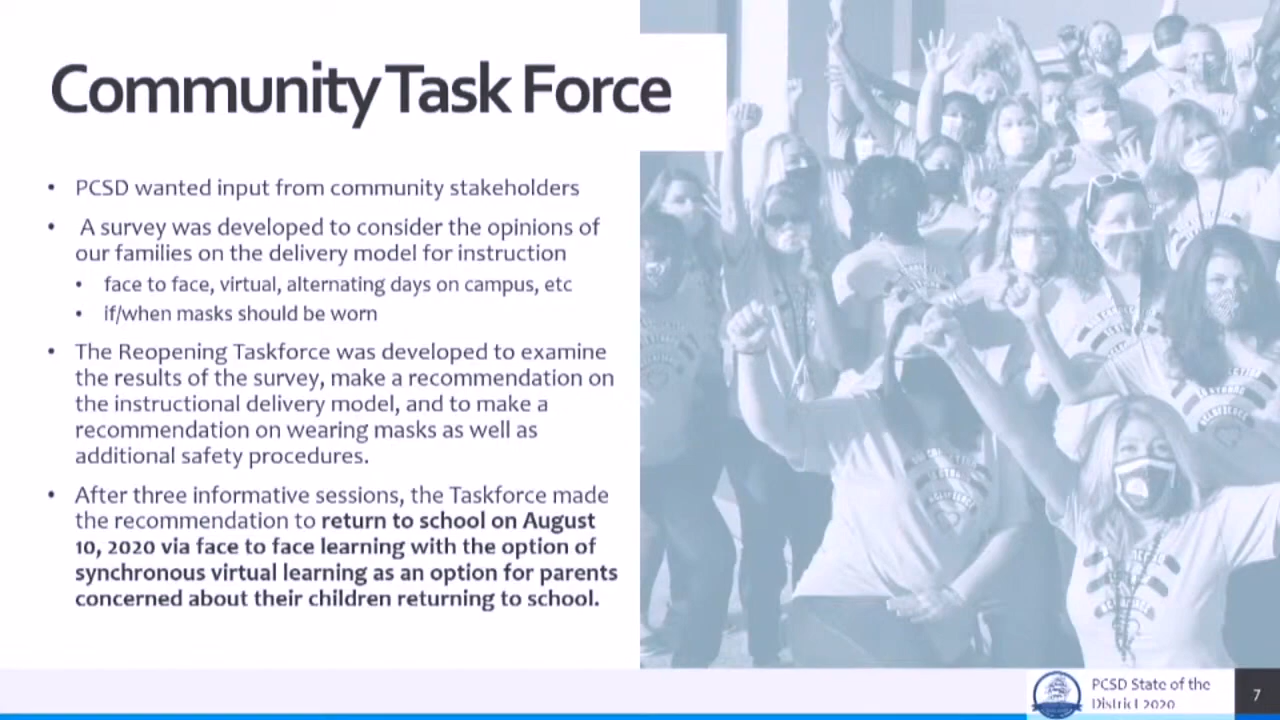 Community Task Force
• PCSD wanted input from community stakeholders
• A survey was developed to consider the opinions of
our families on the delivery model for instruction
• face to face, virtual, alternating days on campus, etc
• if/when masks should be worn
• The Reopening Taskforce was developed to examine
the results of the survey, make a recommendation on
the instructional delivery model, and to make a
recommendation on wearing masks as well as
additional safety procedures.
• After three informative sessions, the Taskforce made
the recommendation to return to school on August
10, 2020 via face to face learning with the option of
synchronous virtual learning as an option for parents
concerned about their children returning to school.
PCSD State of the
District 2020
7